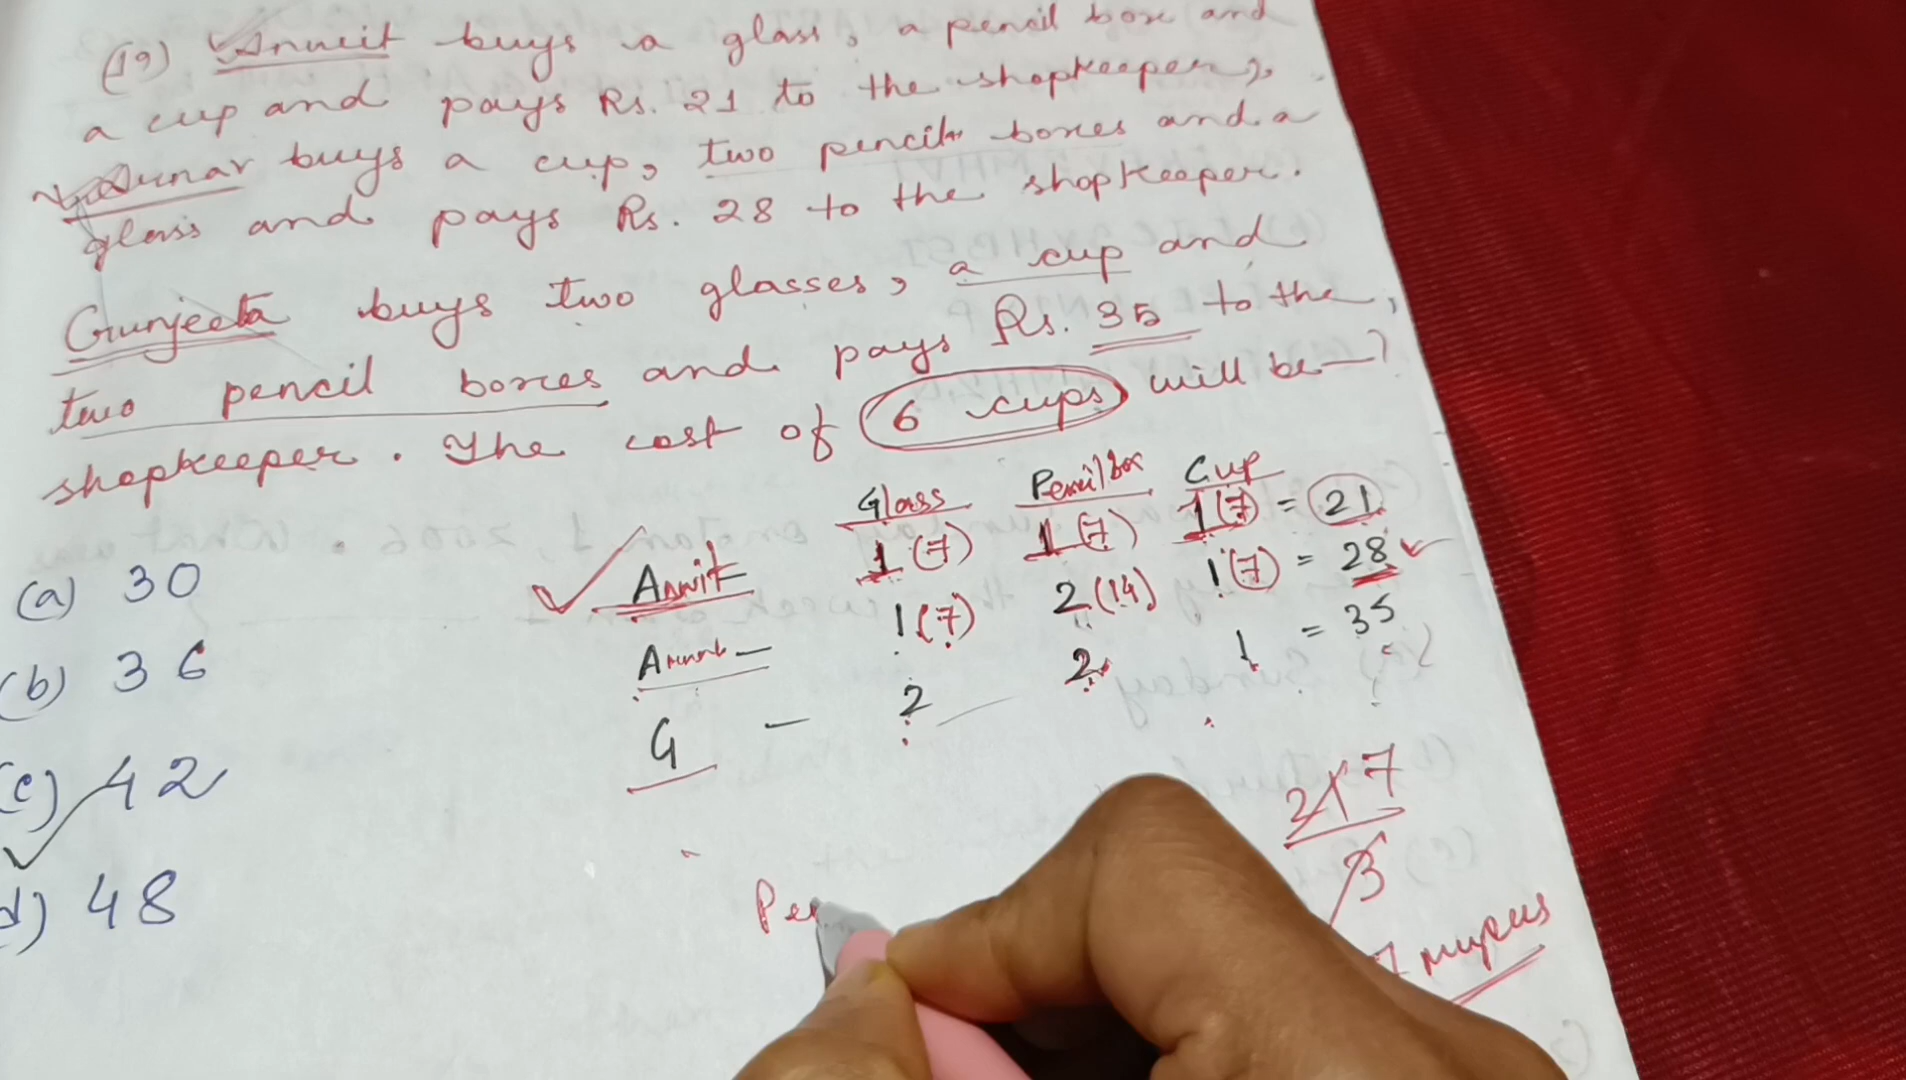 (19) Anvit buys a glass, a pencil box and
a cup and pays Rs. 21 to the shopkeeper,
buys a cup, two pencil boxes and a
glass and pays Rs. 28 to the shopkeeper.
Gunjeeta buys two glasses, a cup and
two pencil boxes and pays Rs. 35 to the
shopkeeper. The cost of 6 cups will be—?
Glass Pencil box Cup
Anvit 1 (7) 1 (7) 1 (7) = 21
1 (7) 2 (14) 1 (7) = 28
G — 2 2 1 = 35
(a) 30
(b) 36
(c) 42
(d) 48
21 7
3
7 rupees
Pen